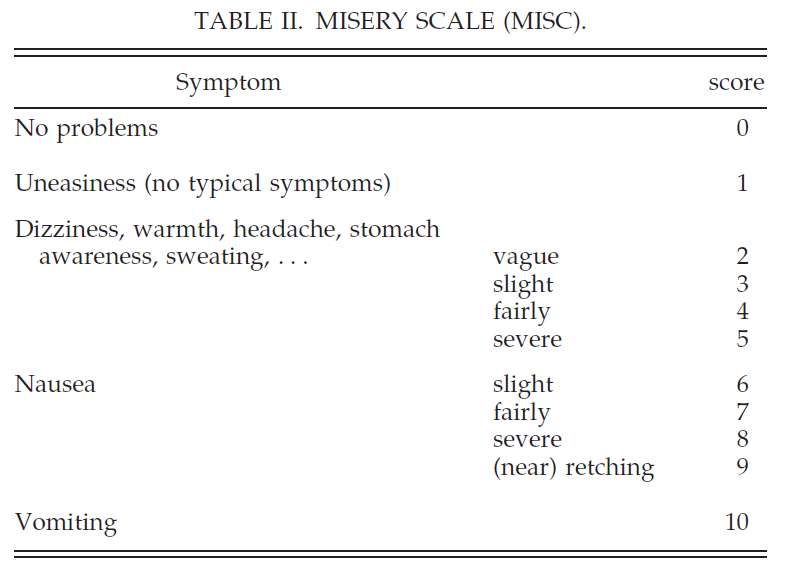 TABLE II. MISERY SCALE (MISC).
Symptom score
No problems 0
Uneasiness (no typical symptoms) 1
Dizziness, warmth, headache, stomach
awareness, sweating, . . . vague 2
slight 3
fairly 4
severe 5
Nausea slight 6
fairly 7
severe 8
(near) retching 9
Vomiting 10